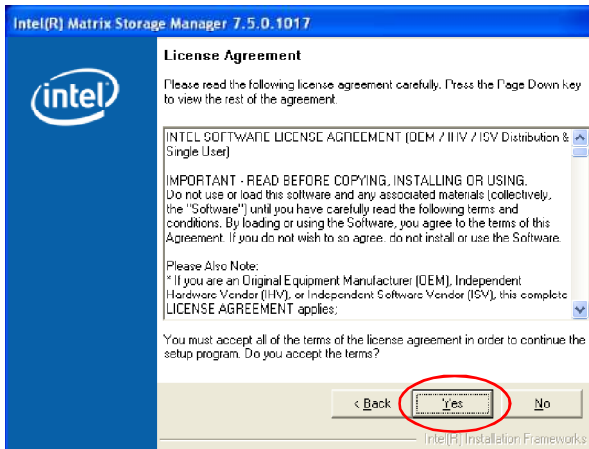 Intel(R) Matrix Storage Manager 7.5.0.1017
intel
License Agreement
Please read the following license agreement carefully. Press the Page Down key
to view the rest of the agreement.
INTEL SOFTWARE LICENSE AGREEMENT (OEM / IHV / ISV Distribution &
Single User)
IMPORTANT - READ BEFORE COPYING, INSTALLING OR USING.
Do not use or load this software and any associated materials (collectively,
the "Software") until you have carefully read the following terms and
conditions. By loading or using the Software, you agree to the terms of this
Agreement. If you do not wish to so agree, do not install or use the Software.
Please Also Note:
* If you are an Original Equipment Manufacturer (OEM), Independent
Hardware Vendor (IHV), or Independent Software Vendor (ISV), this complete
LICENSE AGREEMENT applies;
You must accept all of the terms of the license agreement in order to continue the
setup program. Do you accept the terms?
< Back
Yes
No
Intel(R) Installation Frameworks